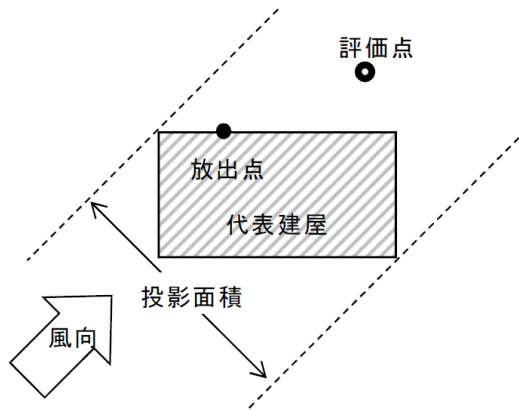 評価点
放出点
代表建屋
投影面積
風向